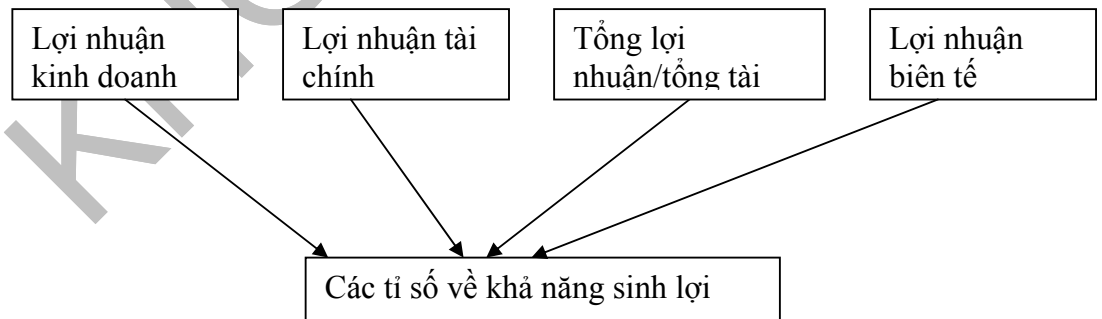 Lợi nhuận
kinh doanh
Lợi nhuận tài
chính
Tổng lợi
nhuận/tổng tài
Lợi nhuận
biên tế
Các tỉ số về khả năng sinh lợi